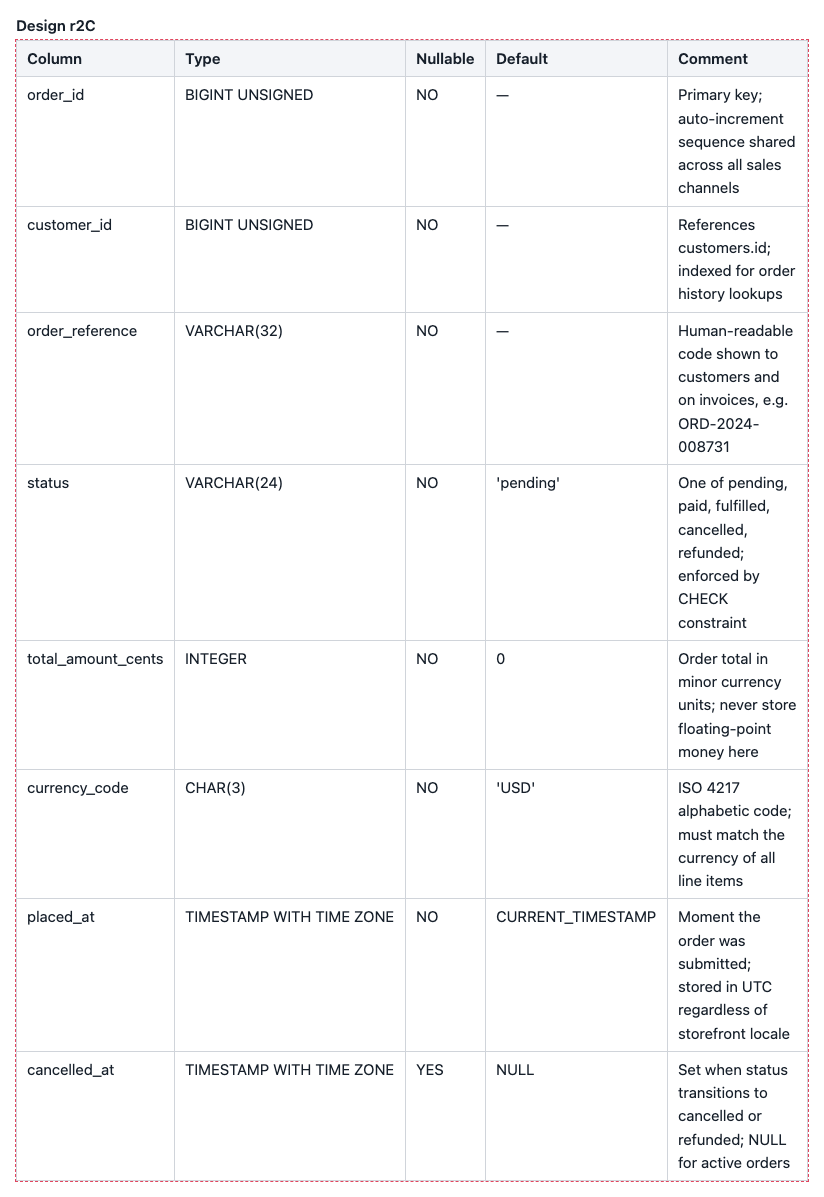 Design r2C
Column Type Nullable Default Comment
order_id BIGINT UNSIGNED NO — Primary key;
auto-increment
sequence shared
across all sales
channels
customer_id BIGINT UNSIGNED NO — References
customers.id;
indexed for order
history lookups
order_reference VARCHAR(32) NO — Human-readable
code shown to
customers and
on invoices, e.g.
ORD-2024-
008731
status VARCHAR(24) NO 'pending' One of pending,
paid, fulfilled,
cancelled,
refunded;
enforced by
CHECK
constraint
total_amount_cents INTEGER NO 0 Order total in
minor currency
units; never store
floating-point
money here
currency_code CHAR(3) NO 'USD' ISO 4217
alphabetic code;
must match the
currency of all
line items
placed_at TIMESTAMP WITH TIME ZONE NO CURRENT_TIMESTAMP Moment the
order was
submitted;
stored in UTC
regardless of
storefront locale
cancelled_at TIMESTAMP WITH TIME ZONE YES NULL Set when status
transitions to
cancelled or
refunded; NULL
for active orders